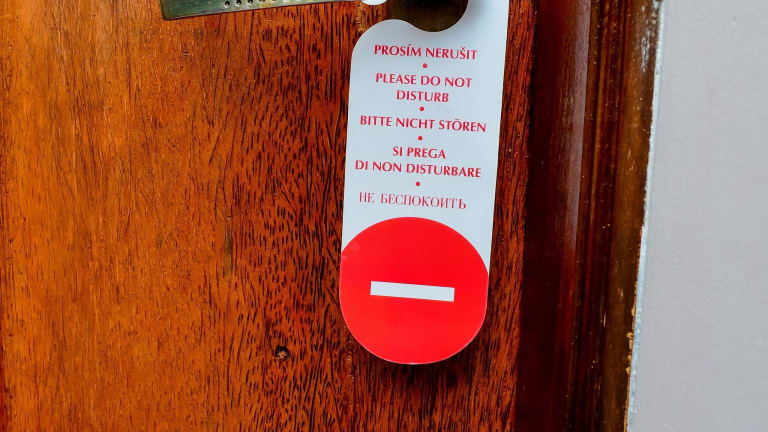 PROSÍM NERUŠIT
PLEASE DO NOT
DISTURB
BITTE NICHT STÖREN
SI PREGA
DI NON DISTURBARE
НЕ БЕСПОКОИТЬ